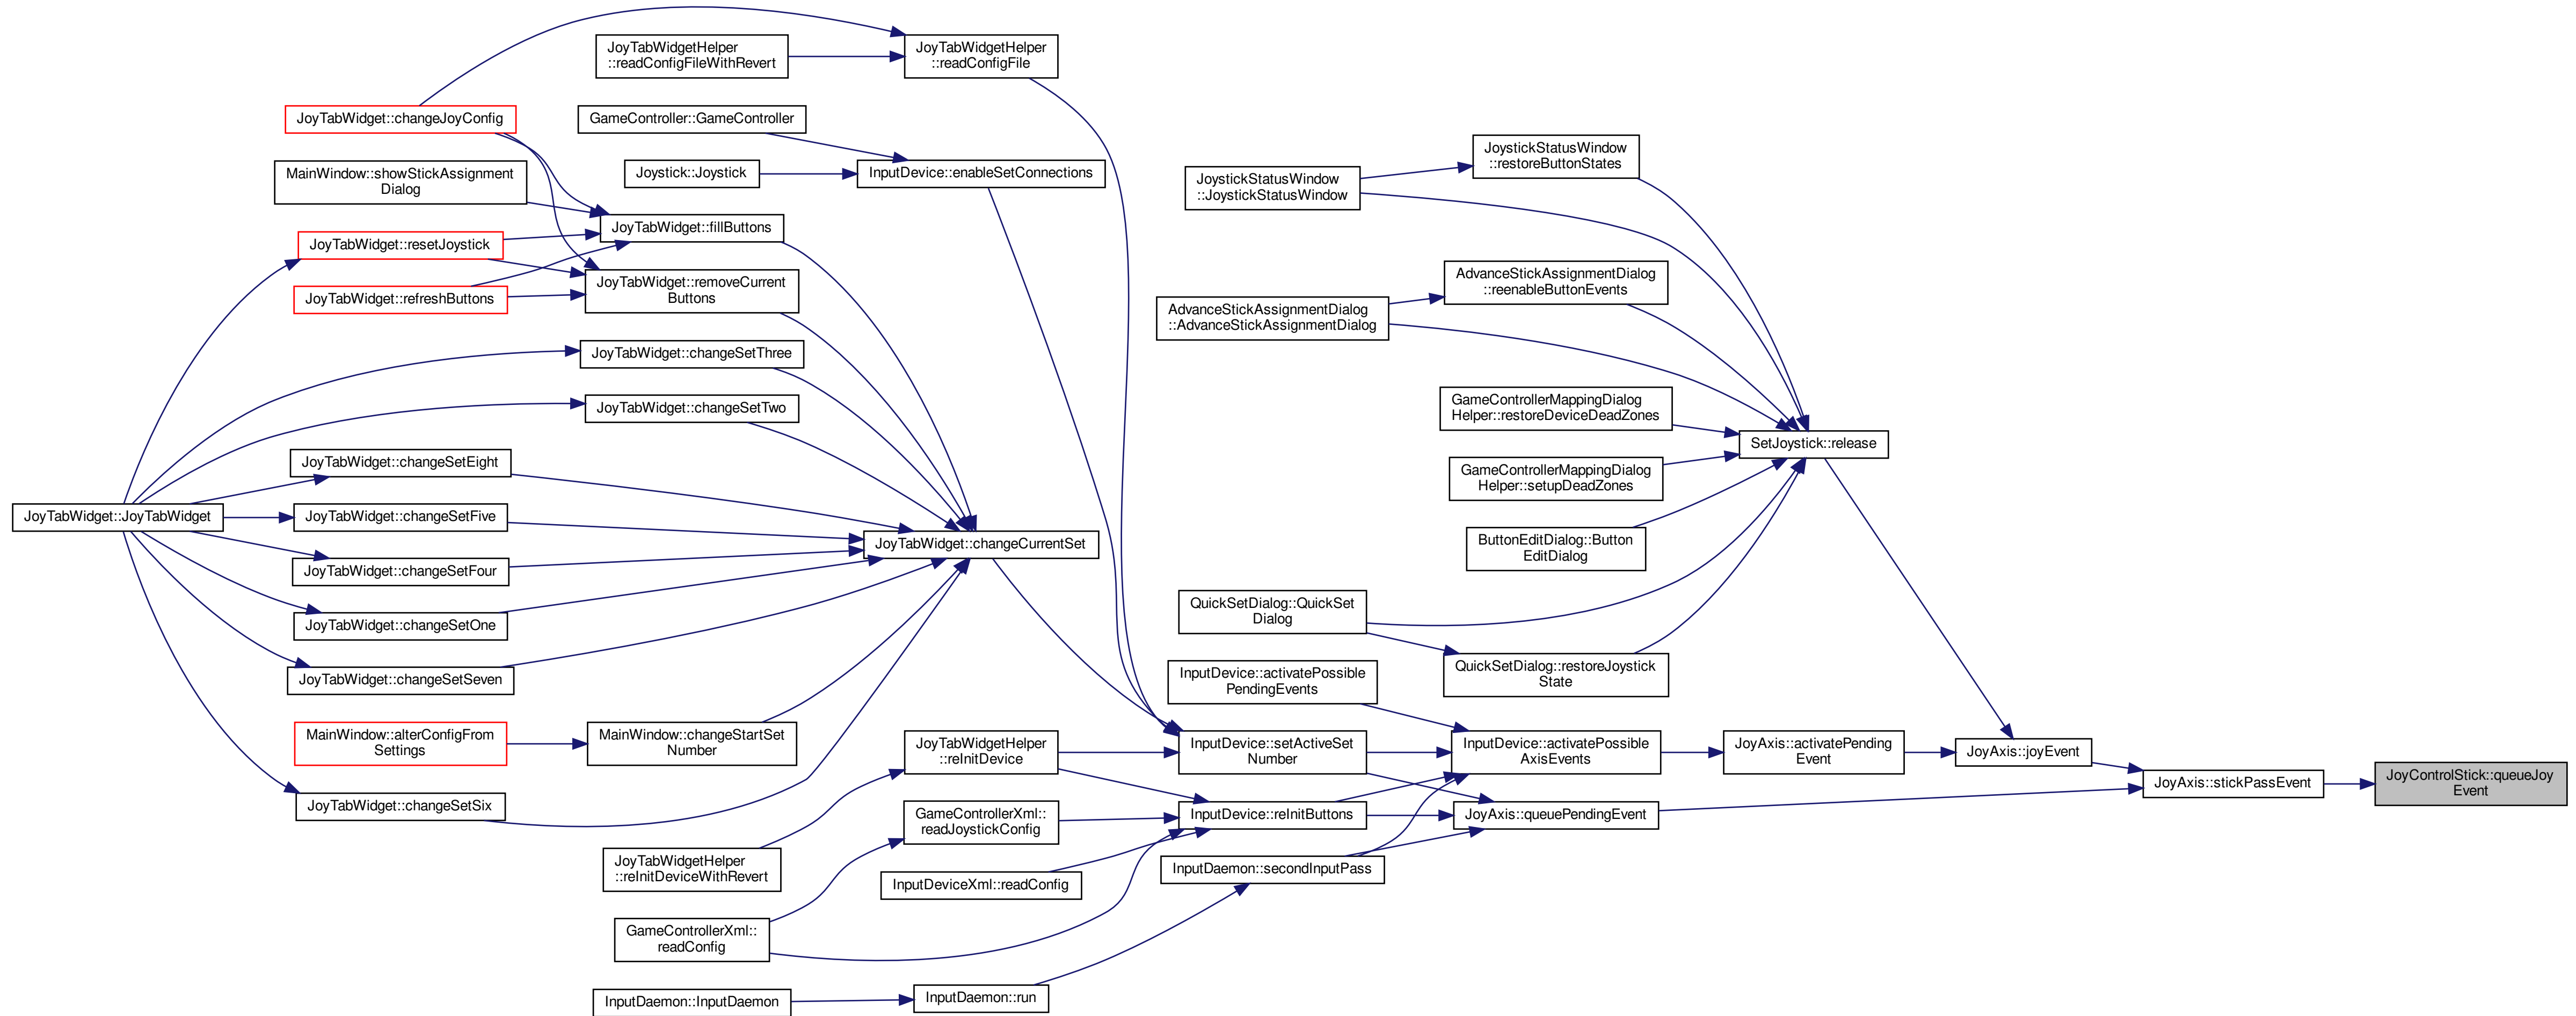 JoyTabWidgetHelper
::readConfigFileWithRevert
JoyTabWidgetHelper
::readConfigFile
JoyTabWidget::changeJoyConfig
GameController::GameController
MainWindow::showStickAssignment
Dialog
Joystick::Joystick
InputDevice::enableSetConnections
JoyTabWidget::fillButtons
JoyTabWidget::resetJoystick
JoyTabWidget::removeCurrent
Buttons
JoyTabWidget::refreshButtons
JoyTabWidget::changeSetThree
JoyTabWidget::changeSetTwo
JoyTabWidget::changeSetEight
JoyTabWidget::JoyTabWidget
JoyTabWidget::changeSetFive
JoyTabWidget::changeCurrentSet
JoyTabWidget::changeSetFour
JoyTabWidget::changeSetOne
JoyTabWidget::changeSetSeven
MainWindow::alterConfigFrom
Settings
MainWindow::changeStartSet
Number
JoyTabWidget::changeSetSix
JoyTabWidgetHelper
::reInitDevice
GameControllerXml::
readJoystickConfig
JoyTabWidgetHelper
::reInitDeviceWithRevert
InputDeviceXml::readConfig
GameControllerXml::
readConfig
InputDaemon::InputDaemon
InputDaemon::run
JoystickStatusWindow
::restoreButtonStates
JoystickStatusWindow
::JoystickStatusWindow
AdvanceStickAssignmentDialog
::reenableButtonEvents
AdvanceStickAssignmentDialog
::AdvanceStickAssignmentDialog
GameControllerMappingDialog
Helper::restoreDeviceDeadZones
SetJoystick::release
GameControllerMappingDialog
Helper::setupDeadZones
ButtonEditDialog::Button
EditDialog
QuickSetDialog::QuickSet
Dialog
QuickSetDialog::restoreJoystick
State
InputDevice::activatePossible
PendingEvents
InputDevice::setActiveSet
Number
InputDevice::activatePossible
AxisEvents
JoyAxis::activatePending
Event
JoyAxis::joyEvent
InputDevice::reInitButtons
JoyAxis::queuePendingEvent
JoyAxis::stickPassEvent
JoyControlStick::queueJoy
Event
InputDaemon::secondInputPass